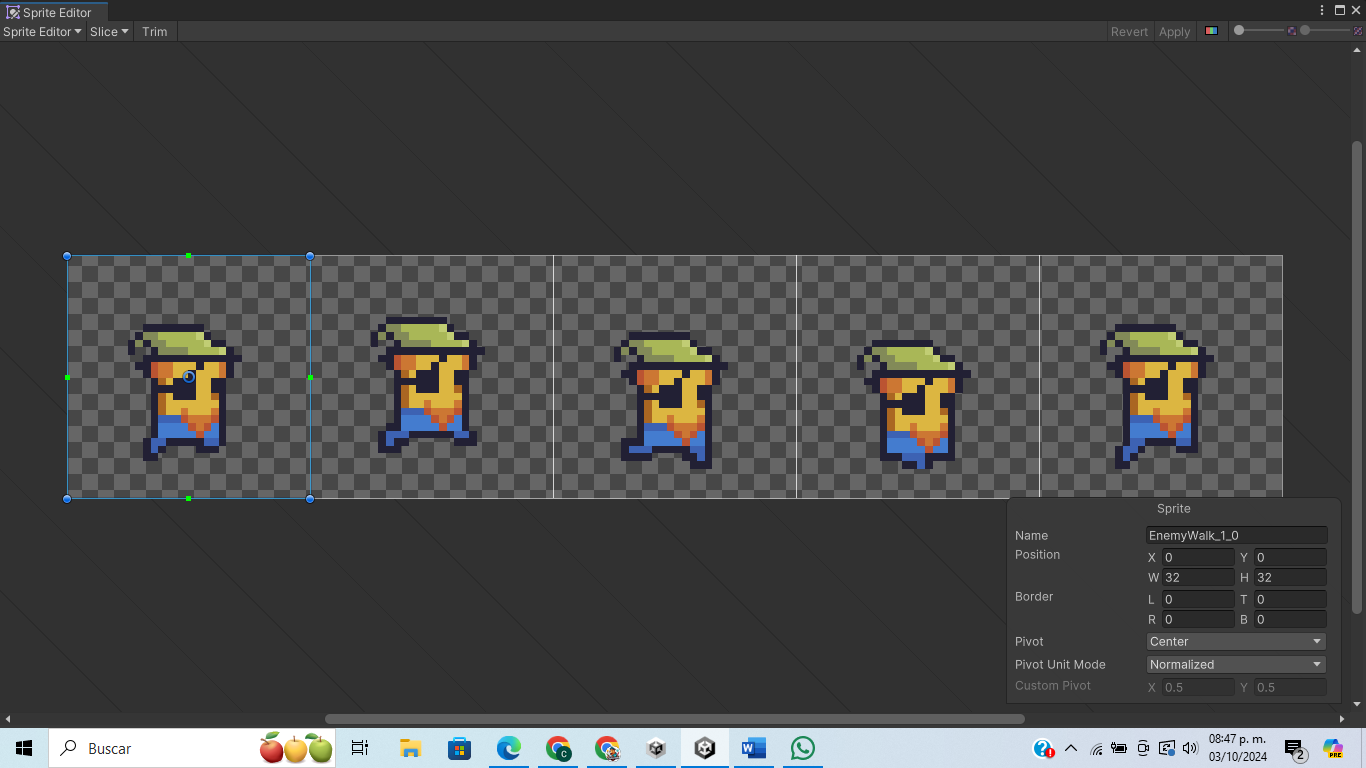 Sprite Editor
Sprite Editor Slice Trim Revert Apply
Sprite
Name EnemyWalk_1_0
Position X 0 Y 0
W 32 H 32
Border L 0 T 0
R 0 B 0
Pivot Center
Pivot Unit Mode Normalized
Custom Pivot X 0.5 Y 0.5
Buscar
08:47 p. m.
03/10/2024
2
PRE